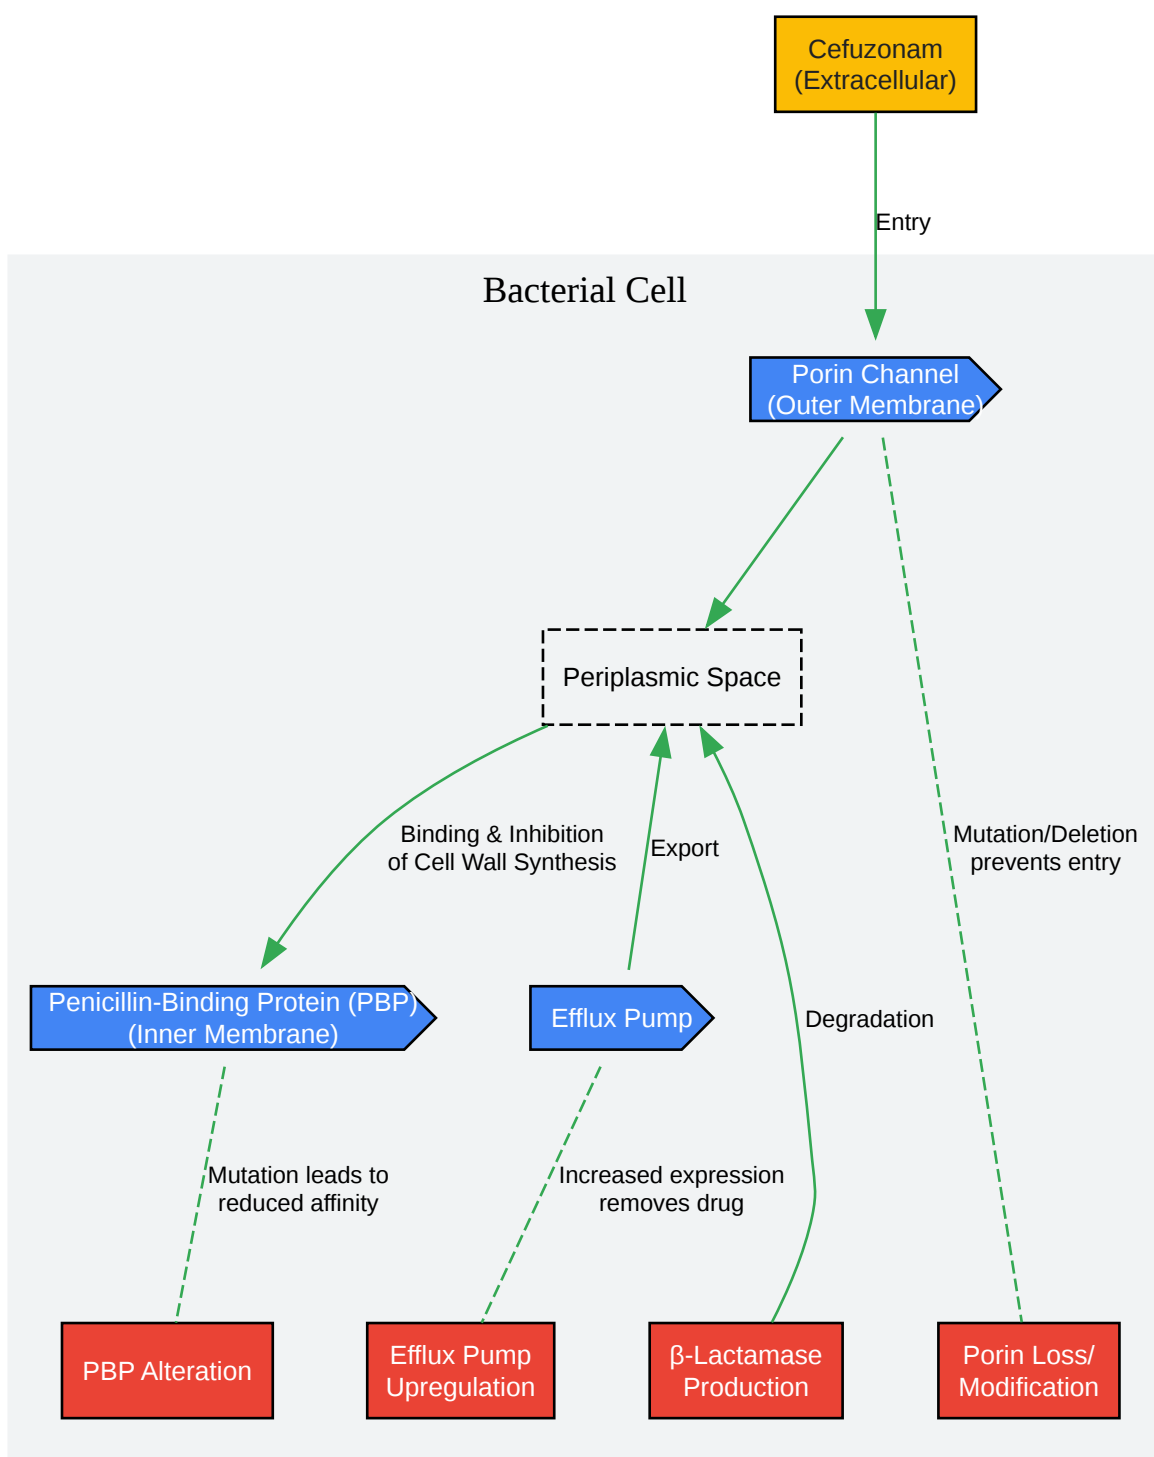 Cefuzonam
(Extracellular)
Entry
Bacterial Cell
Porin Channel
(Outer Membrane)
Periplasmic Space
Binding & Inhibition
of Cell Wall Synthesis
Export
Mutation/Deletion
prevents entry
Penicillin-Binding Protein (PBP)
(Inner Membrane)
Efflux Pump
Degradation
Mutation leads to
reduced affinity
Increased expression
removes drug
PBP Alteration
Efflux Pump
Upregulation
β-Lactamase
Production
Porin Loss/
Modification